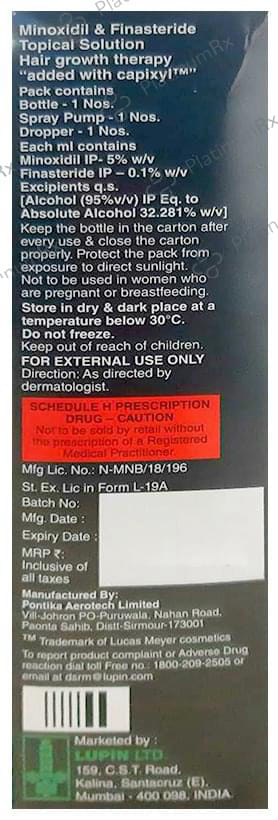 Minoxidil & Finasteride
Topical Solution
Hair growth therapy
"added with capixyl™"
Pack contains
Bottle - 1 Nos.
Spray Pump - 1 Nos.
Dropper - 1 Nos.
Each ml contains
Minoxidil IP- 5% w/v
Finasteride IP – 0.1% w/v
Excipients q.s.
[Alcohol (95%v/v) IP Eq. to
Absolute Alcohol 32.281% w/v]
Keep the bottle in the carton after
every use & close the carton
properly. Protect the pack from
exposure to direct sunlight.
Not to be used in women who
are pregnant or breastfeeding.
Store in dry & dark place at a
temperature below 30°C.
Do not freeze.
Keep out of reach of children.
FOR EXTERNAL USE ONLY
Direction: As directed by
dermatologist.
SCHEDULE H PRESCRIPTION
DRUG – CAUTION
Not to be sold by retail without
the prescription of a Registered
Medical Practitioner.
Mfg Lic. No.: N-MNB/18/196
St. Ex. Lic in Form L-19A
Batch No:
Mfg. Date :
Expiry Date :
MRP ₹:
Inclusive of
all taxes
Manufactured By:
Pontika Aerotech Limited
Vill-Johron PO-Puruwala, Nahan Road,
Paonta Sahib, Distt-Sirmour-173001
™ Trademark of Lucas Meyer cosmetics
To report product complaint or Adverse Drug
reaction dial toll Free no.: 1800-209-2505 or
email at dsrm@lupin.com
Marketed by :
LUPIN LTD.
159, C.S.T. Road,
Kalina, Santacruz (E),
Mumbai - 400 098, INDIA.
PlatinumRx